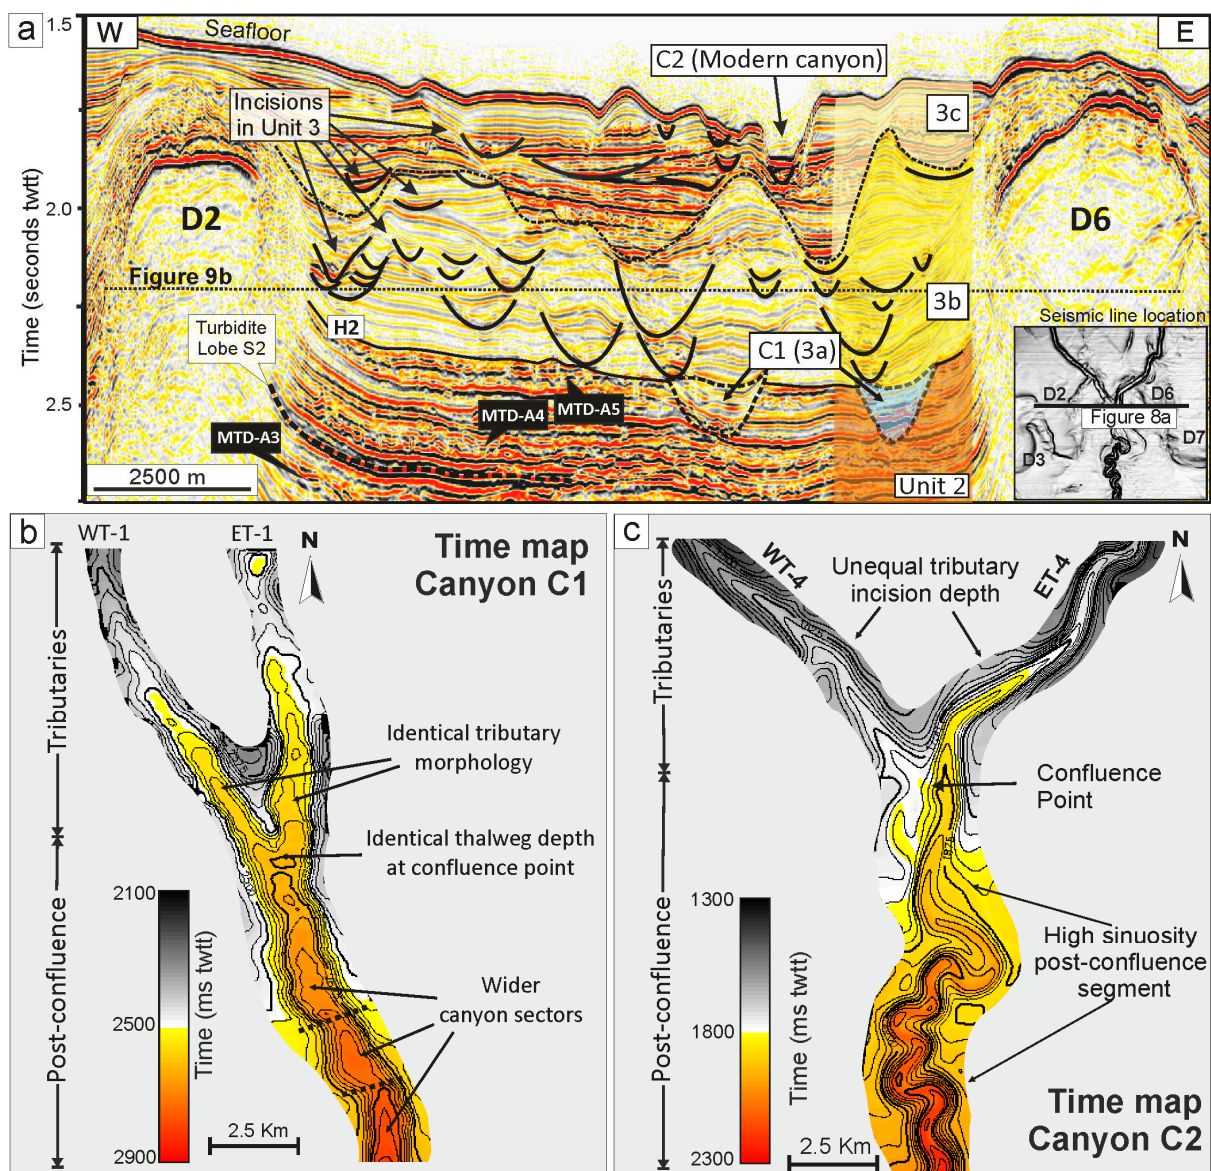 a
1.5
W
Seafloor
C2 (Modern canyon)
E
Incisions
in Unit 3
3c
2.0
D2
D6
Figure 9b
Time (seconds twtt)
3b
H2
Turbidite
Lobe S2
C1 (3a)
Seismic line location
D2
D6
Figure 8a
D3
D7
2.5
MTD-A5
MTD-A4
MTD-A3
2500 m
Unit 2
b
WT-1
ET-1
N
Time map
Canyon C1
Tributaries
Identical tributary
morphology
Identical thalweg depth
at confluence point
Post-confluence
2100
2500
2900
Time (ms twtt)
Wider
canyon sectors
2.5 Km
c
WT-4
ET-4
N
Unequal tributary
incision depth
Tributaries
Confluence
Point
1875
Post-confluence
1300
1800
2300
Time (ms twtt)
High sinuosity
post-confluence
segment
Time map
Canyon C2
2.5 Km